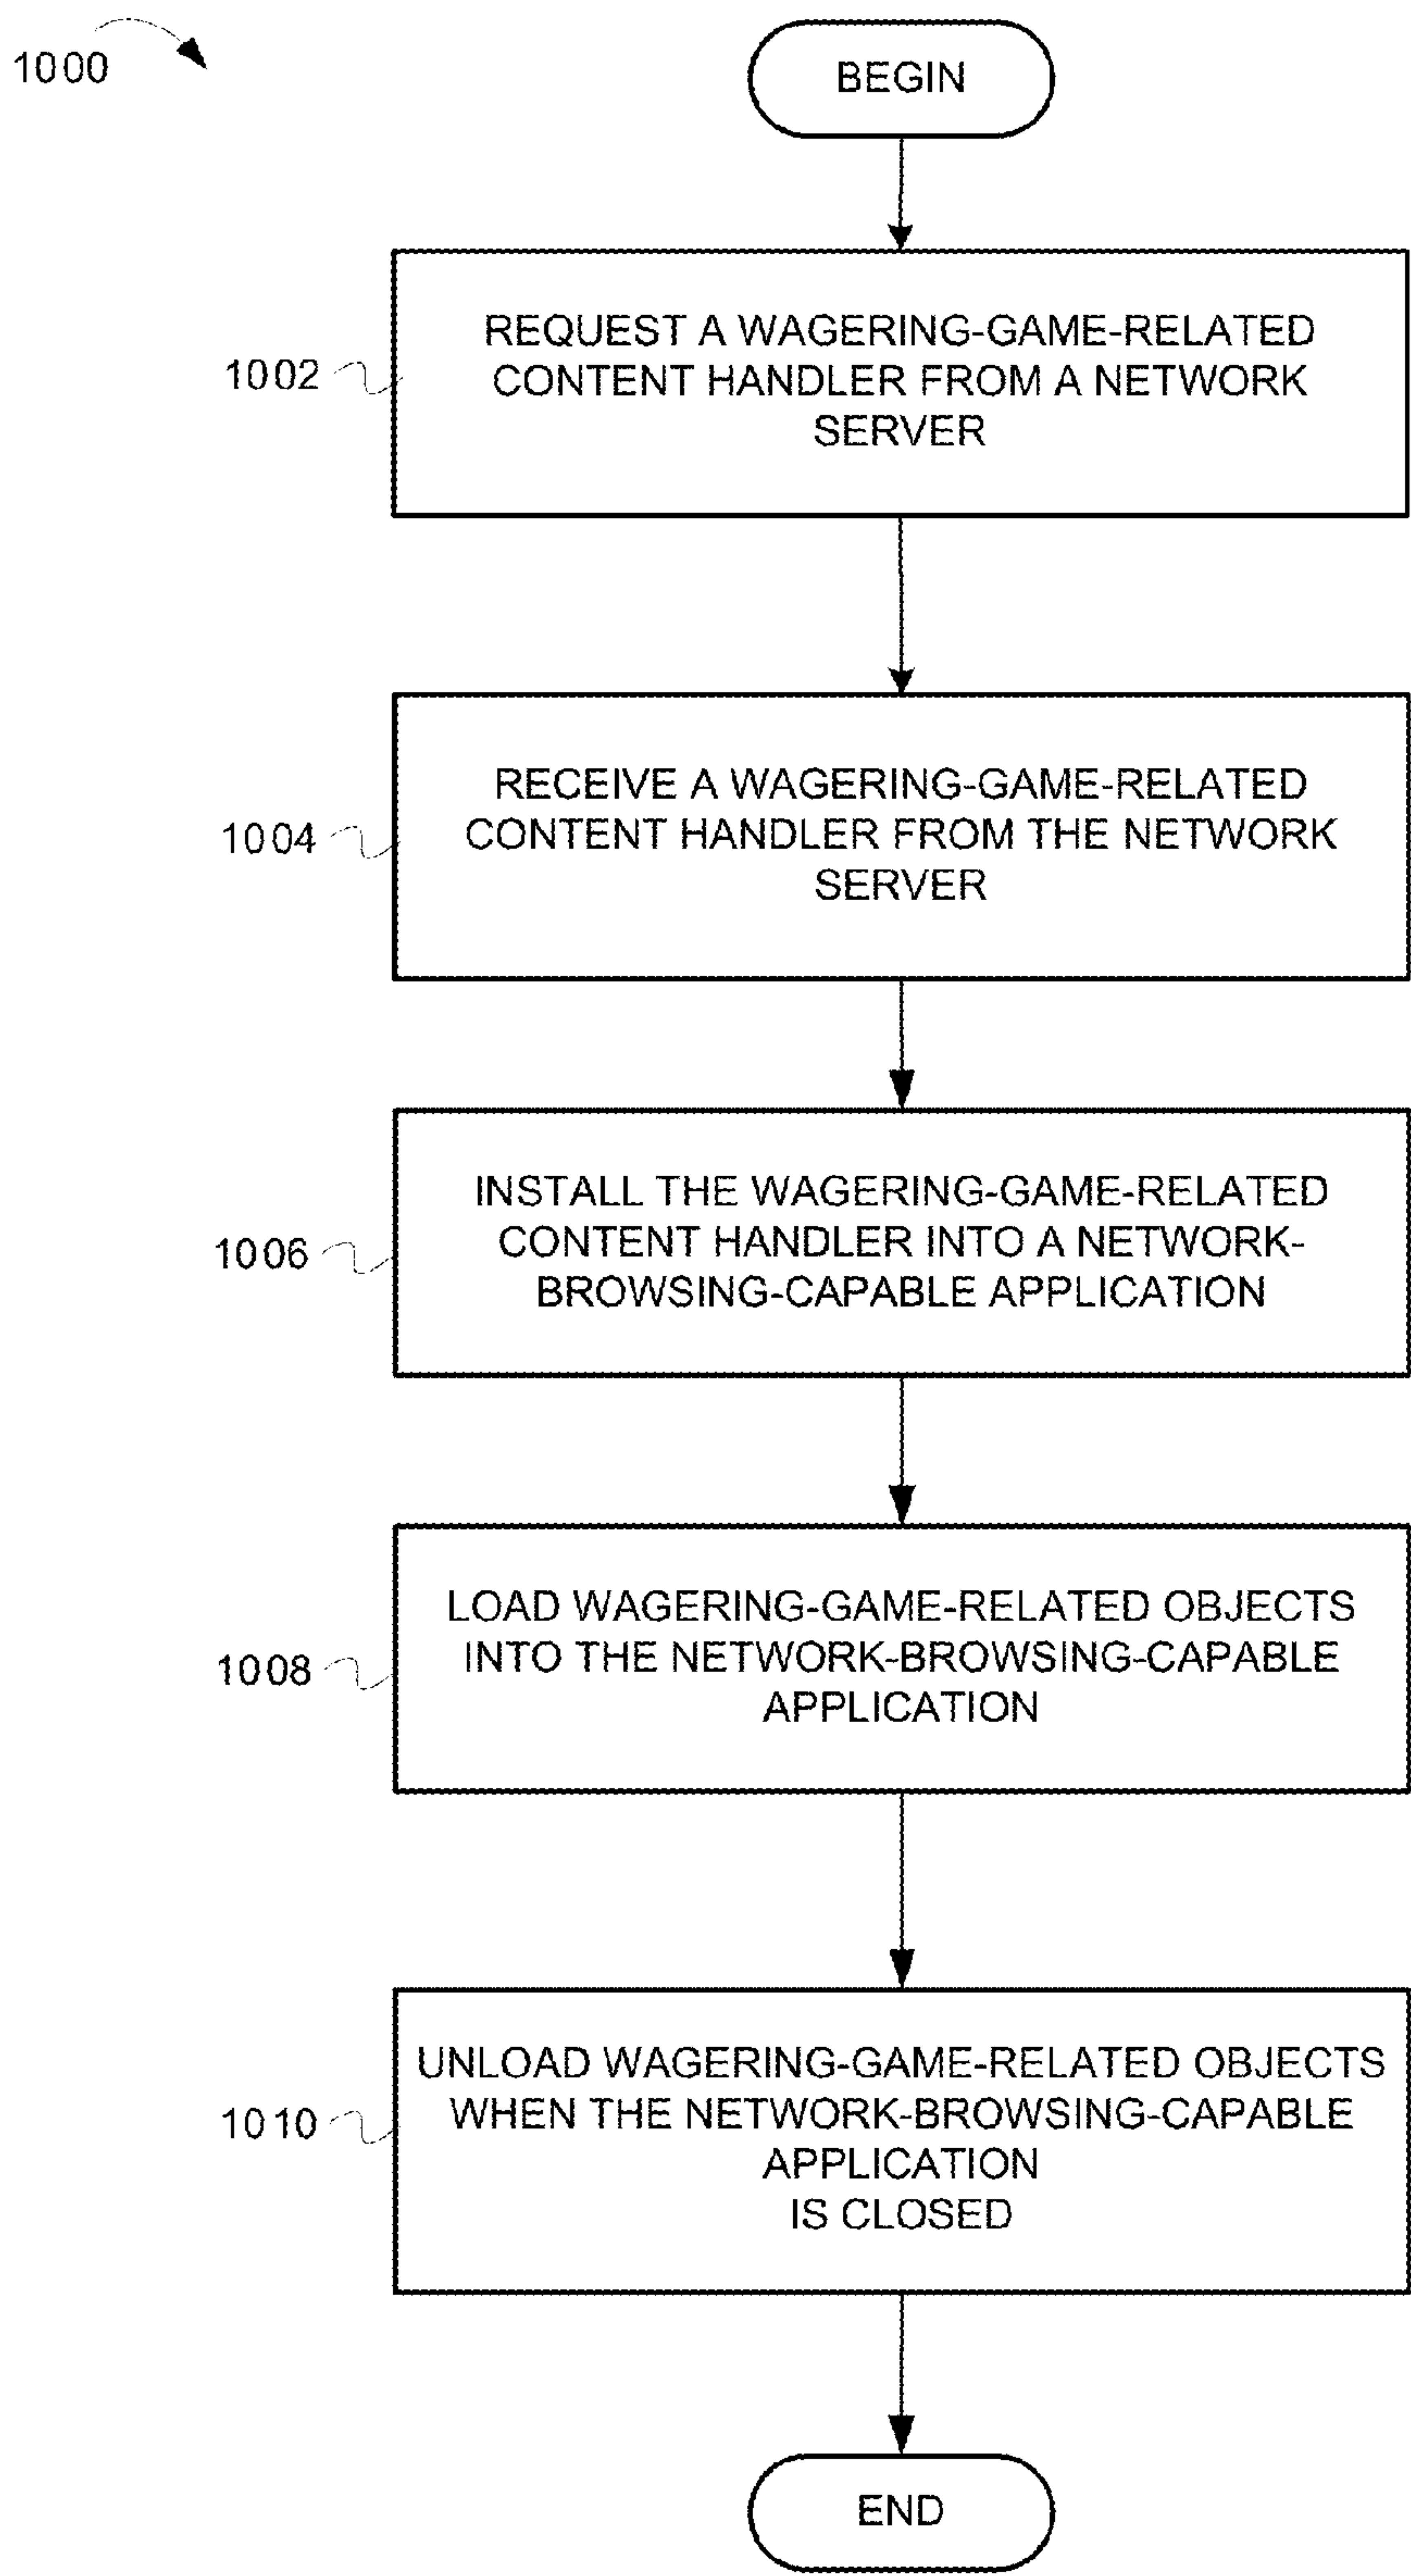 1000
BEGIN
REQUEST A WAGERING-GAME-RELATED
CONTENT HANDLER FROM A NETWORK
SERVER
1002
RECEIVE A WAGERING-GAME-RELATED
CONTENT HANDLER FROM THE NETWORK
SERVER
1004
INSTALL THE WAGERING-GAME-RELATED
CONTENT HANDLER INTO A NETWORK-
BROWSING-CAPABLE APPLICATION
1006
LOAD WAGERING-GAME-RELATED OBJECTS
INTO THE NETWORK-BROWSING-CAPABLE
APPLICATION
1008
UNLOAD WAGERING-GAME-RELATED OBJECTS
WHEN THE NETWORK-BROWSING-CAPABLE
APPLICATION
IS CLOSED
1010
END